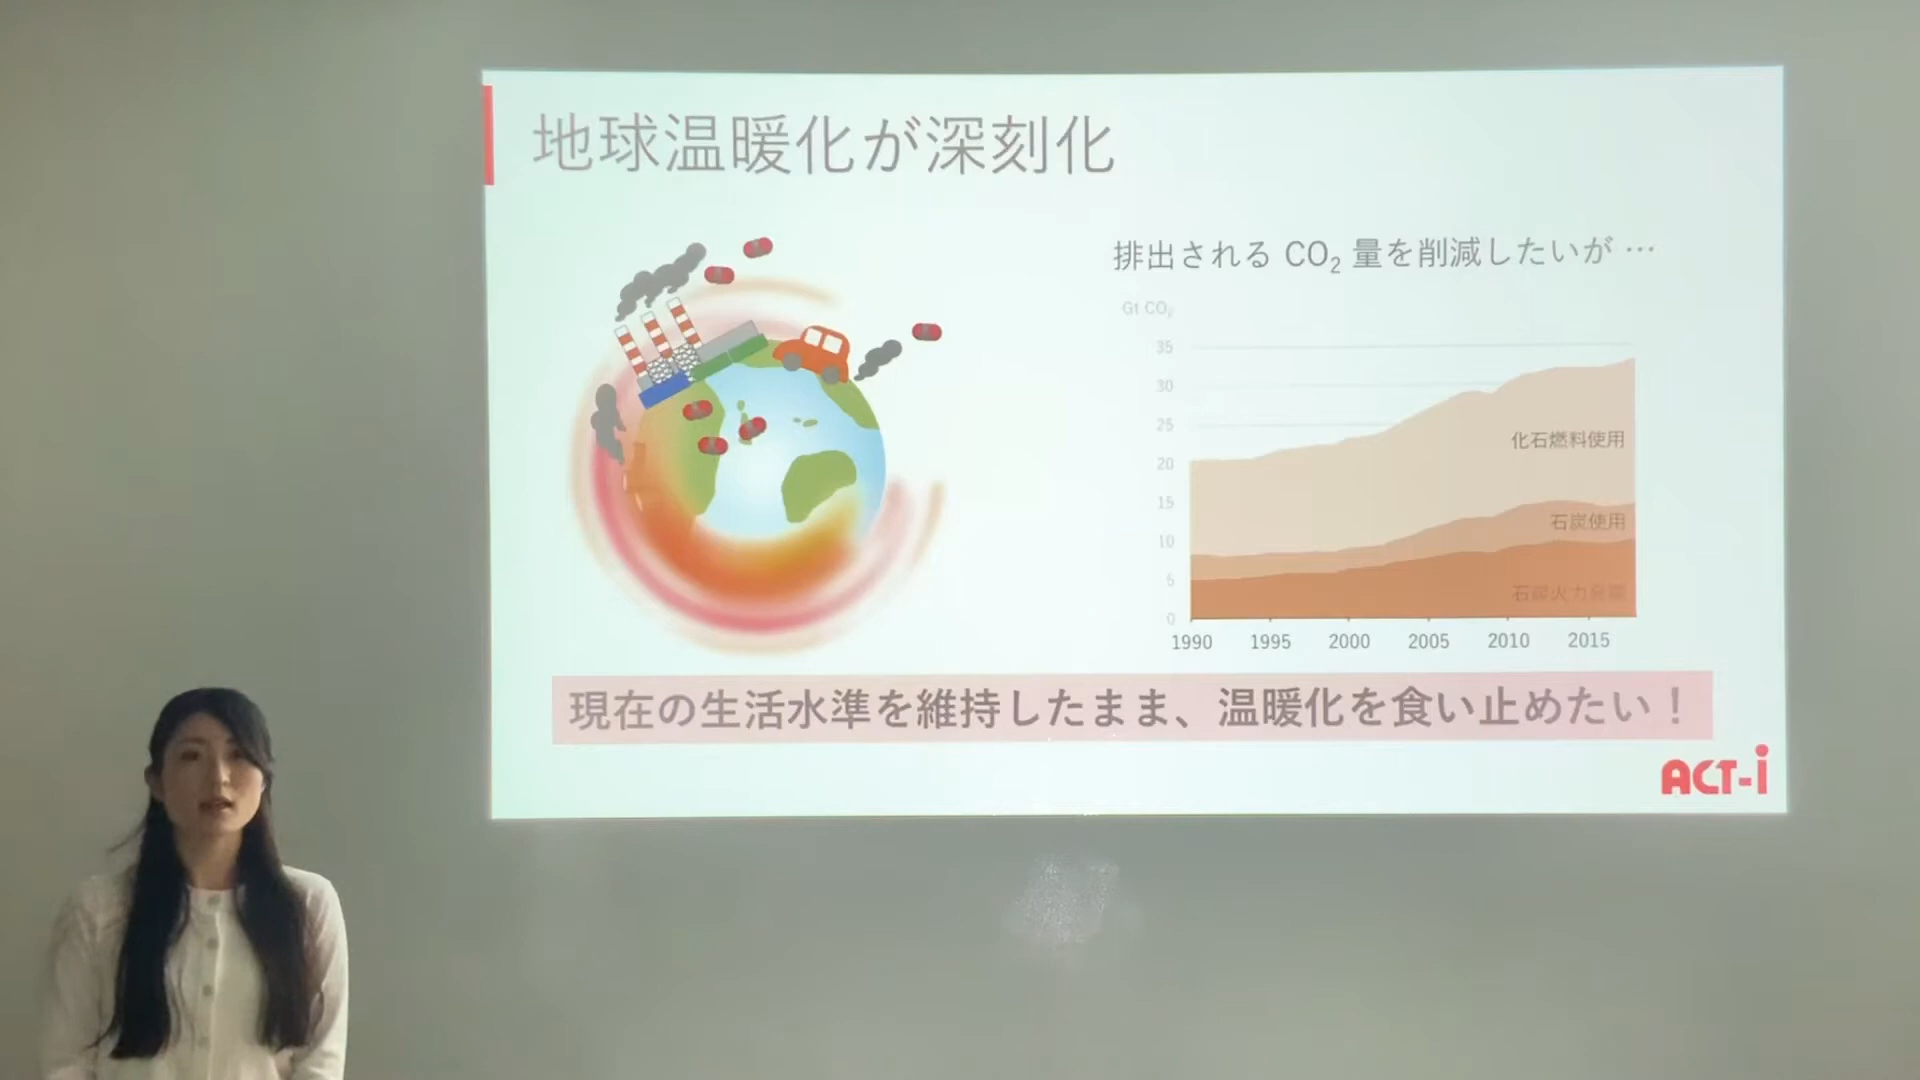 地球温暖化が深刻化
排出される CO₂ 量を削減したいが …
Gt CO₂
35
30
25
20
15
10
5
0
化石燃料使用
石炭使用
石炭火力発電
1990 1995 2000 2005 2010 2015
現在の生活水準を維持したまま、温暖化を食い止めたい！
ACT-i